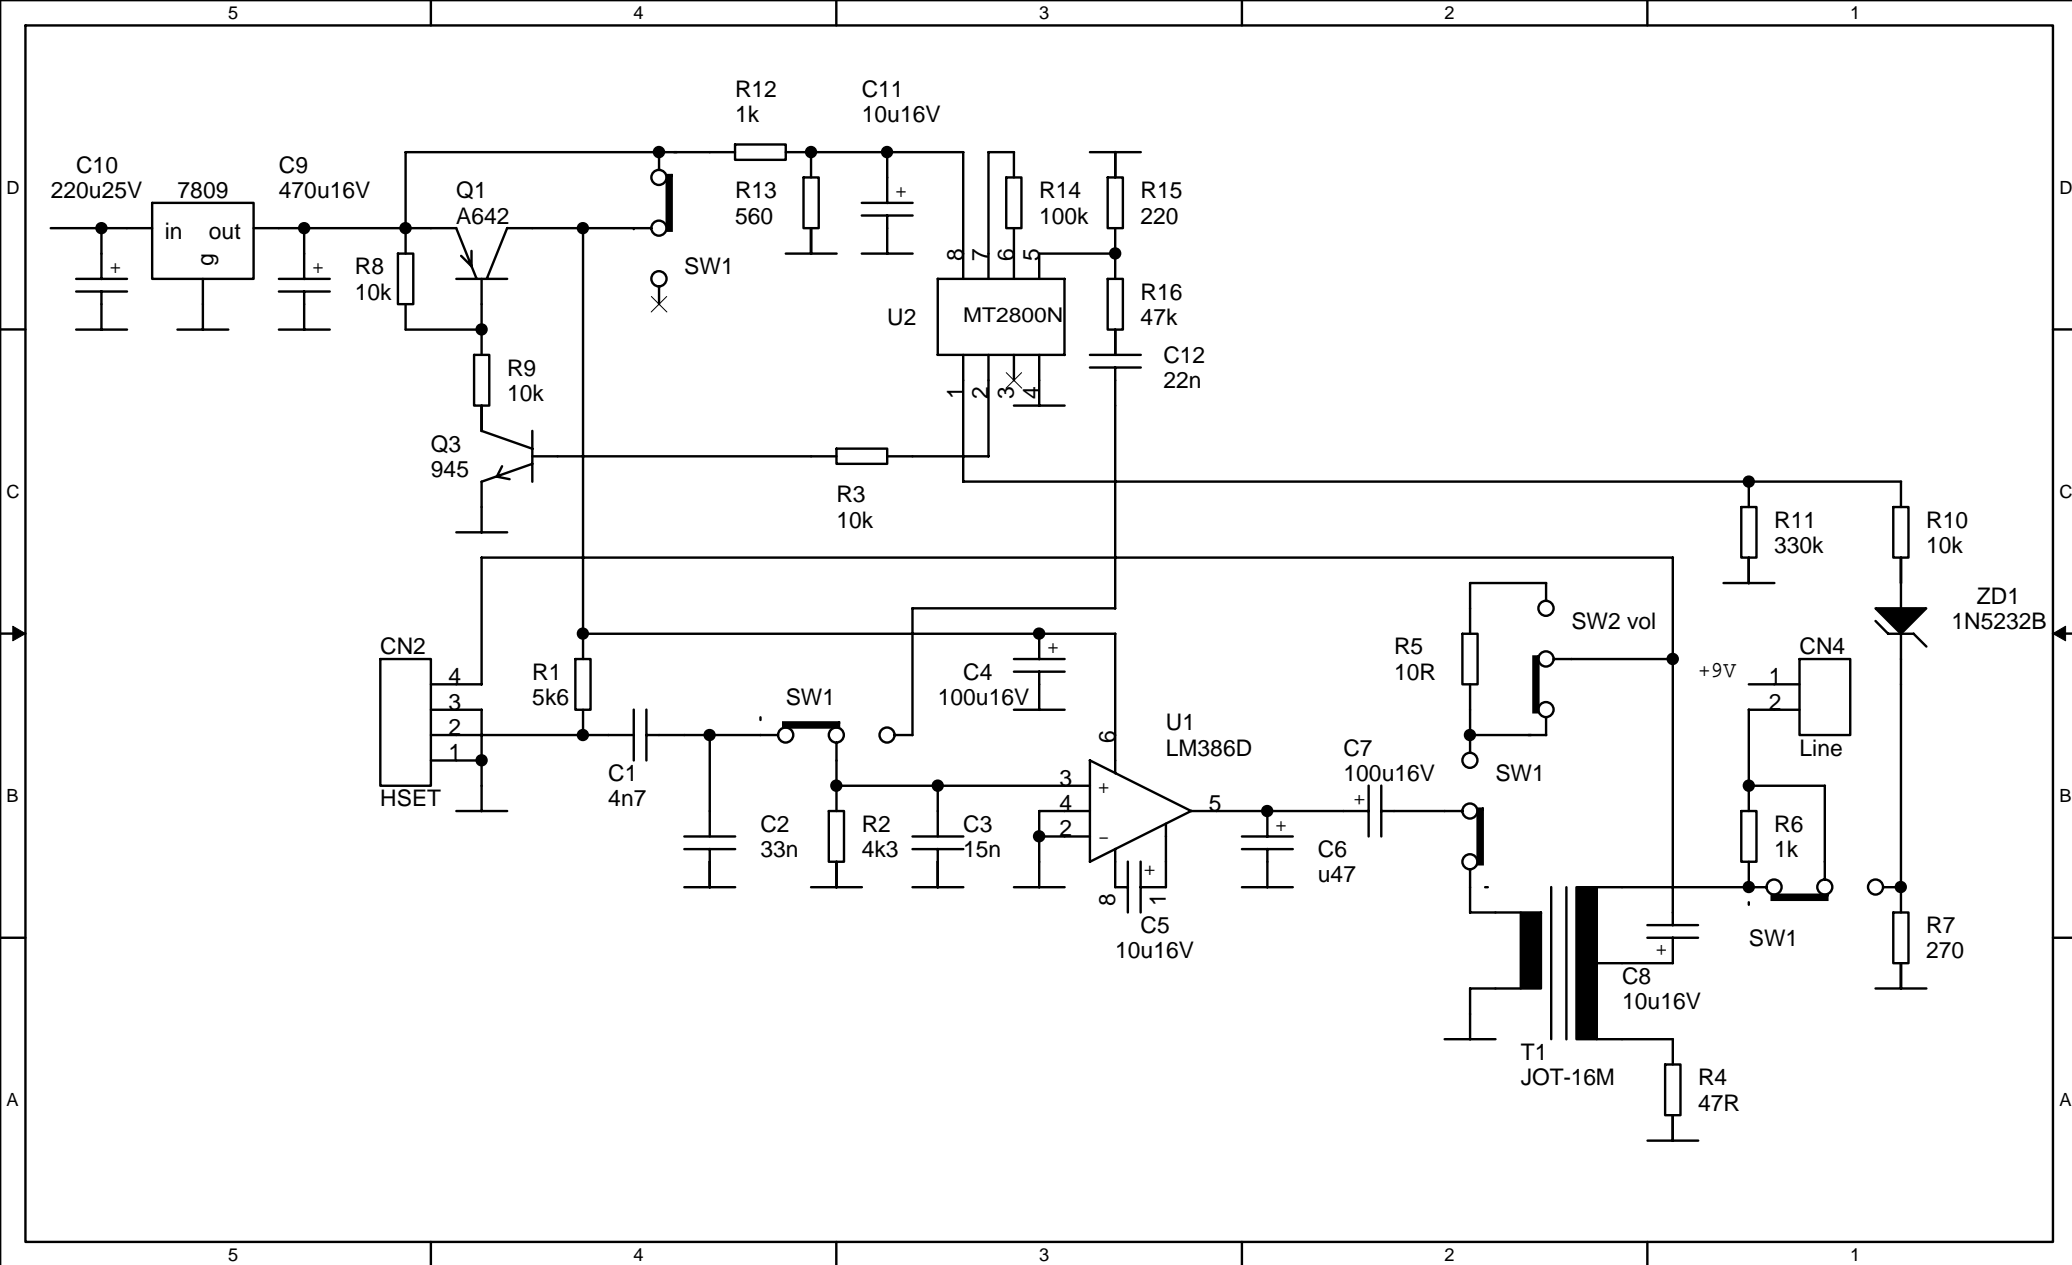 5 4 3 2 1
D
D
R12
1k
C11
10u16V
C10
220u25V
7809
in out
g
+
C9
470u16V
+
Q1
A642
R8
10k
SW1
R13
560
+
R14
100k
R15
220
8 7 6 5
U2
MT2800N
1 2 3 4
R16
47k
C12
22n
R9
10k
C
C
Q3
945
R3
10k
R11
330k
R10
10k
ZD1
1N5232B
CN2
4
3
2
1
HSET
R1
5k6
C1
4n7
SW1
C4
100u16V
+
U1
LM386D
6
3
4
2
+
−
5
8
1
+
C5
10u16V
C2
33n
R2
4k3
C3
15n
+
C6
u47
C7
100u16V
+
R5
10R
SW2 vol
SW1
+9V
CN4
1
2
Line
B
B
R6
1k
SW1
R7
270
+
C8
10u16V
T1
JOT-16M
R4
47R
A
A
5 4 3 2 1